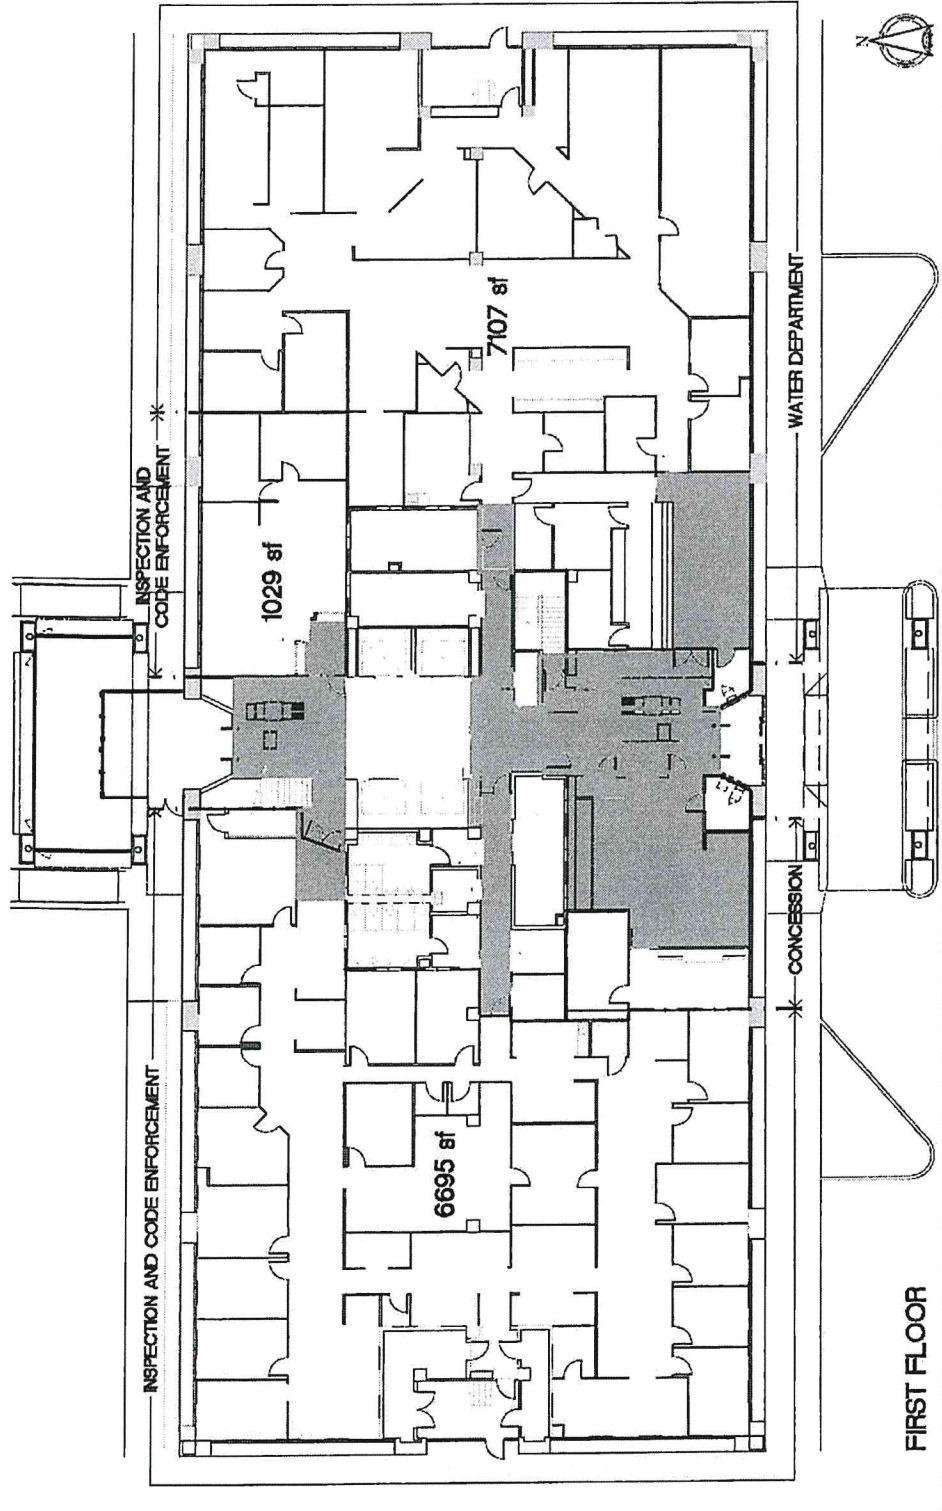 INSPECTION AND CODE ENFORCEMENT
INSPECTION AND
CODE ENFORCEMENT
1029 sf
6695 sf
7107 sf
CONCESSION
WATER DEPARTMENT
FIRST FLOOR
N